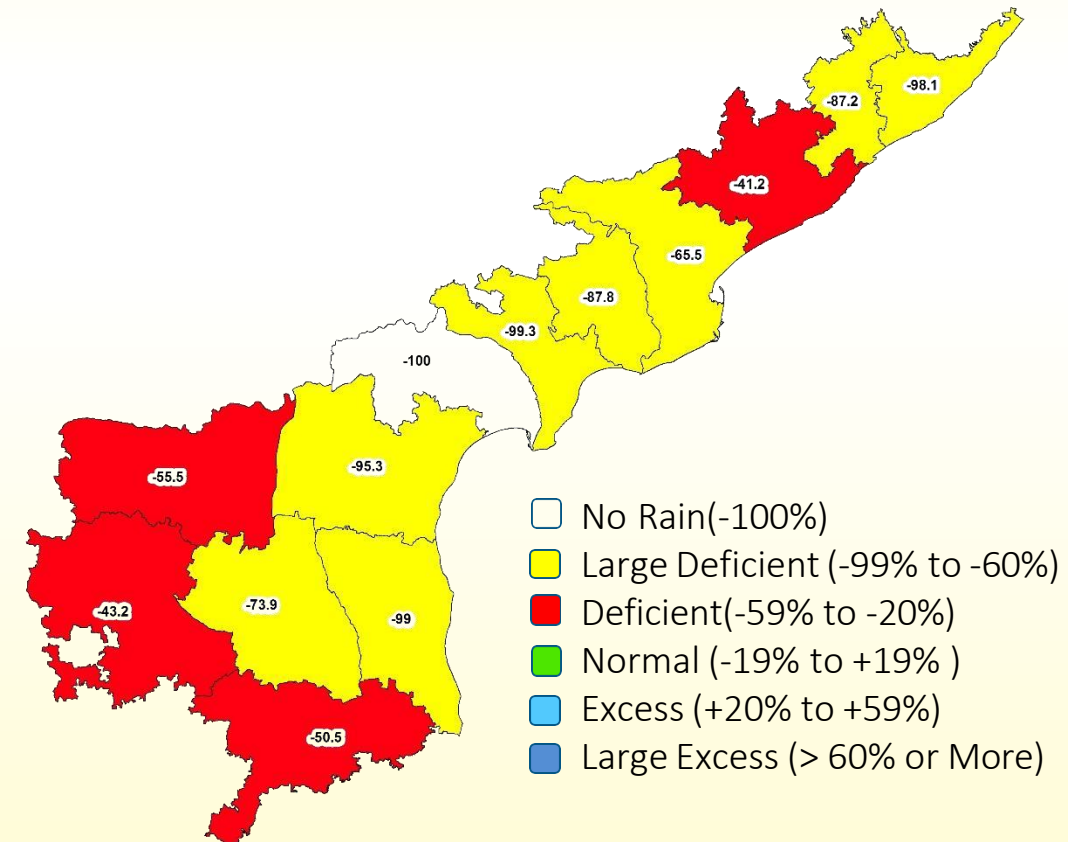 -98.1
-87.2
-41.2
-65.5
-87.8
-99.3
-100
-95.3
-55.5
-73.9
-43.2
-99
-50.5
No Rain(-100%)
Large Deficient (-99% to -60%)
Deficient(-59% to -20%)
Normal (-19% to +19% )
Excess (+20% to +59%)
Large Excess (> 60% or More)